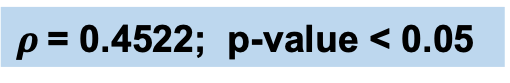 ρ = 0.4522; p-value < 0.05